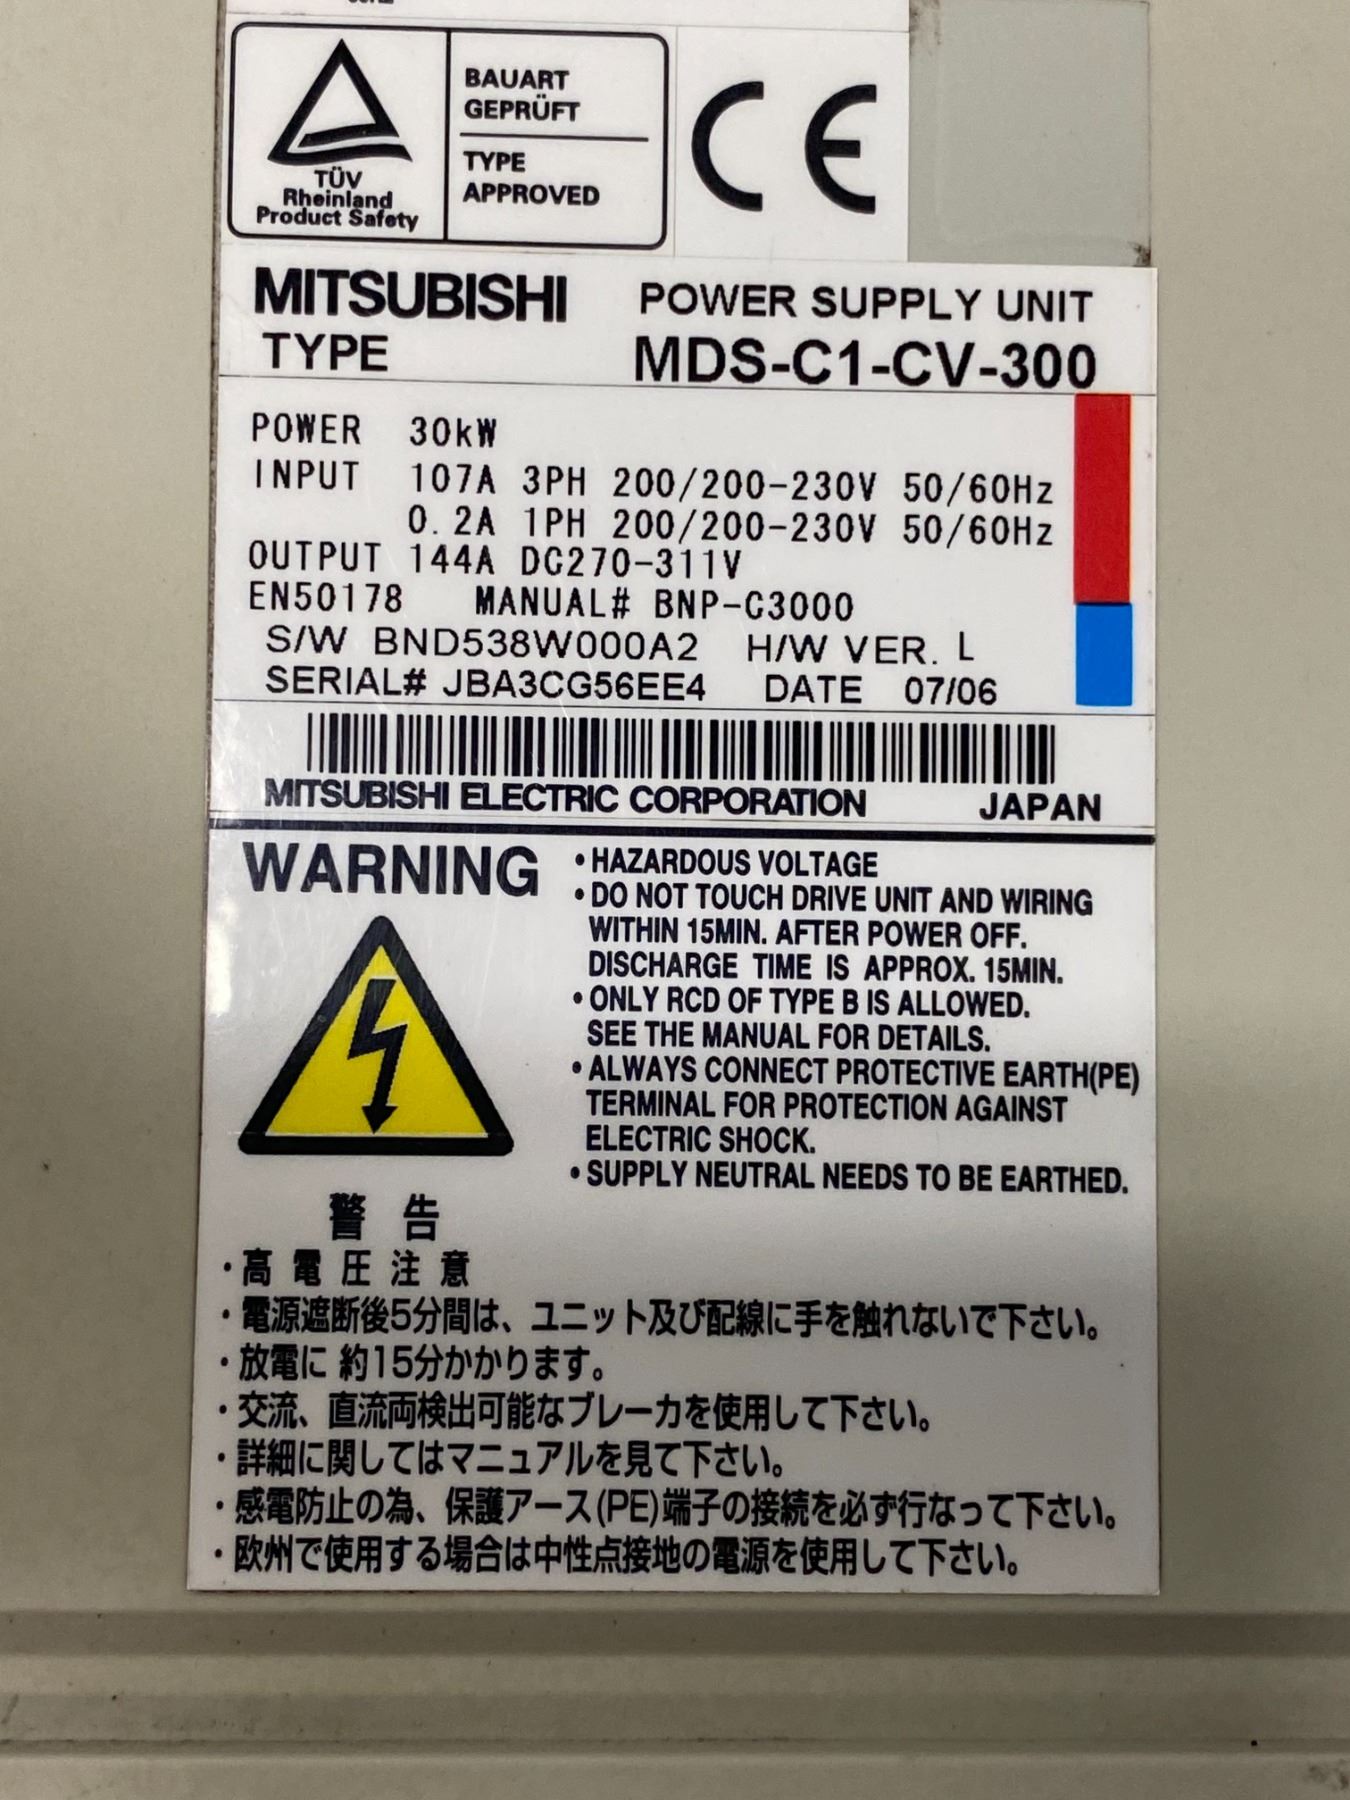 TÜV
Rheinland
Product Safety
BAUART
GEPRÜFT
TYPE
APPROVED
CE
MITSUBISHI POWER SUPPLY UNIT
TYPE MDS-C1-CV-300
POWER 30kW
INPUT 107A 3PH 200/200-230V 50/60Hz
0.2A 1PH 200/200-230V 50/60Hz
OUTPUT 144A DC270-311V
EN50178 MANUAL# BNP-C3000
S/W BND538W000A2 H/W VER. L
SERIAL# JBA3CG56EE4 DATE 07/06
MITSUBISHI ELECTRIC CORPORATION JAPAN
WARNING
・HAZARDOUS VOLTAGE
・DO NOT TOUCH DRIVE UNIT AND WIRING
WITHIN 15MIN. AFTER POWER OFF.
DISCHARGE TIME IS APPROX. 15MIN.
・ONLY RCD OF TYPE B IS ALLOWED.
SEE THE MANUAL FOR DETAILS.
・ALWAYS CONNECT PROTECTIVE EARTH(PE)
TERMINAL FOR PROTECTION AGAINST
ELECTRIC SHOCK.
・SUPPLY NEUTRAL NEEDS TO BE EARTHED.
警 告
・高 電 圧 注 意
・電源遮断後5分間は、ユニット及び配線に手を触れないで下さい。
・放電に 約15分かかります。
・交流、直流両検出可能なブレーカを使用して下さい。
・詳細に関してはマニュアルを見て下さい。
・感電防止の為、保護アース(PE)端子の接続を必ず行なって下さい。
・欧州で使用する場合は中性点接地の電源を使用して下さい。